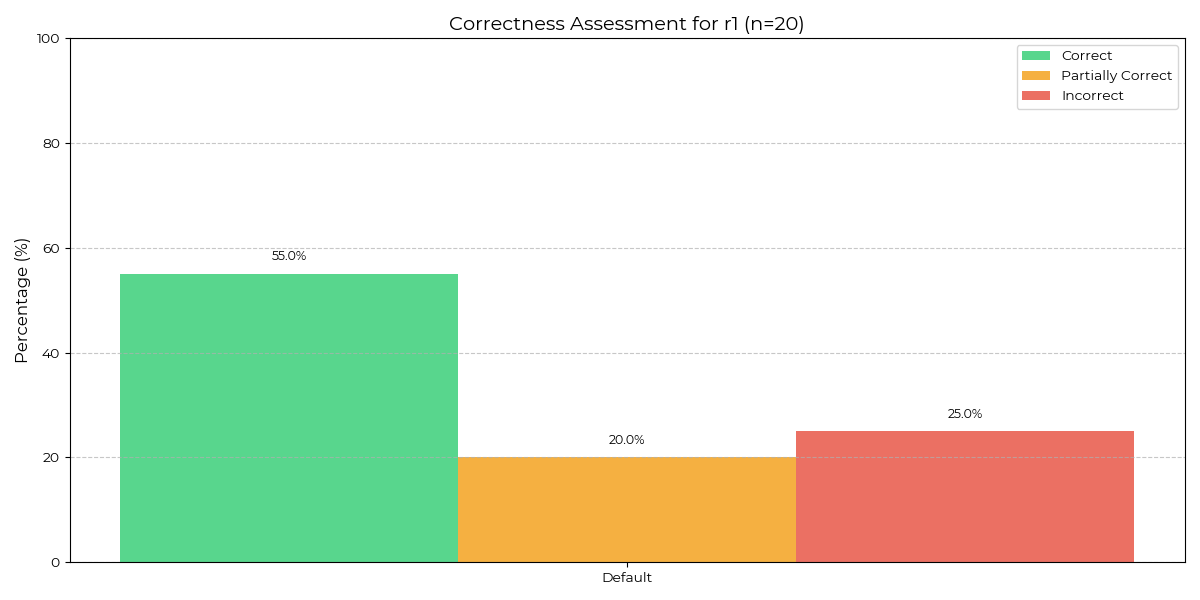 Correctness Assessment for r1 (n=20)
Percentage (%)
100
80
60
40
20
0
Correct
Partially Correct
Incorrect
55.0%
20.0%
25.0%
Default